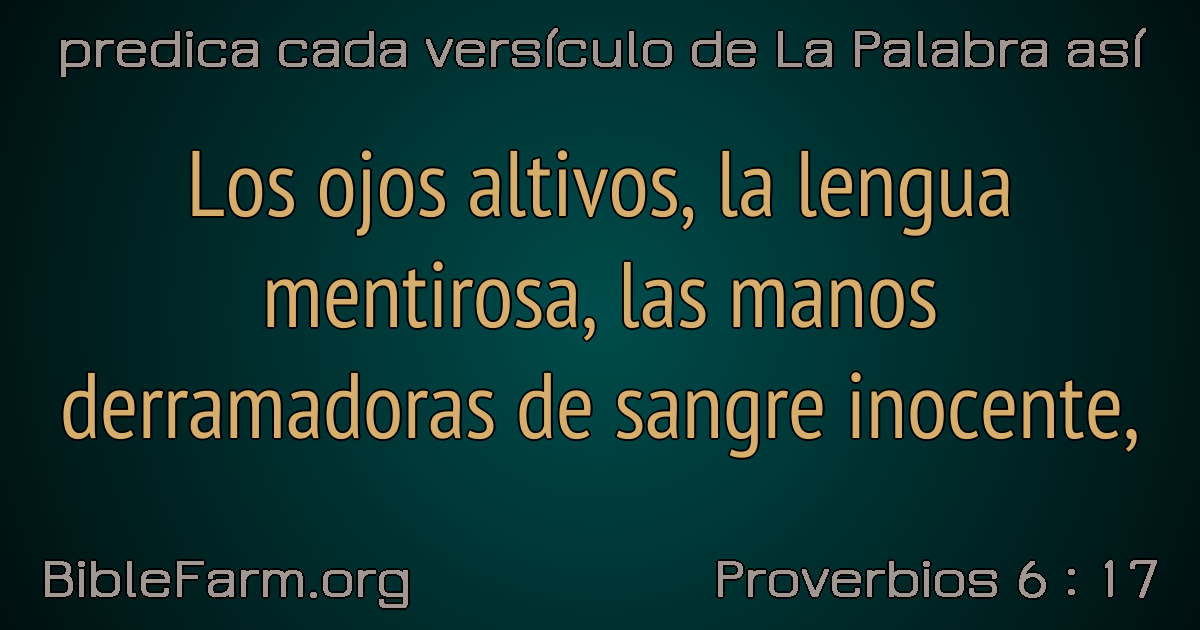 predica cada versículo de La Palabra así
Los ojos altivos, la lengua
mentirosa, las manos
derramadoras de sangre inocente,
BibleFarm.org
Proverbios 6 : 17